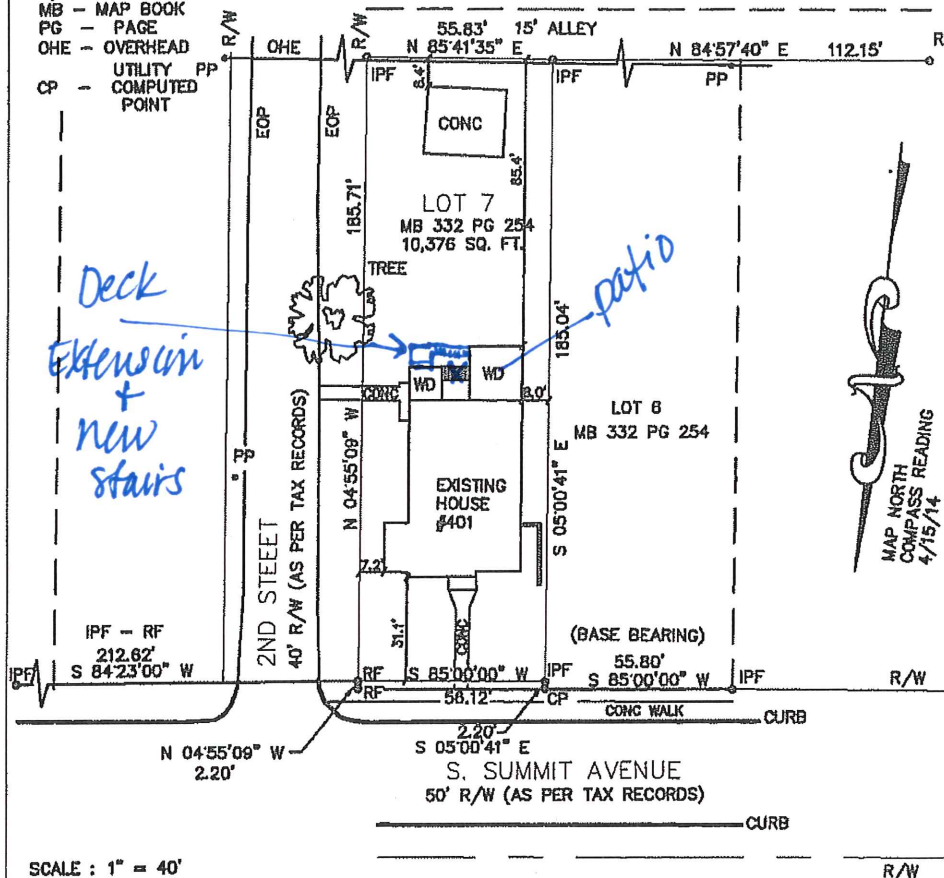 MB - MAP BOOK
PG - PAGE
OHE - OVERHEAD
UTILITY
CP - COMPUTED
POINT
R/W
OHE
R/W
55.83' 15' ALLEY
N 85°41'35" E
N 84°57'40" E 112.15'
R
PP
IPF
8.4'
IPF
PP
EOP
EOP
CONC
85.4'
185.71'
LOT 7
MB 332 PG 254
10,376 SQ. FT.
TREE
Deck
Extension
+
new
stairs
patio
185.04'
WD
WD
CONC
8.0'
LOT 6
MB 332 PG 254
PP
N 04°55'09" W
S 05°00'41" E
EXISTING
HOUSE
#401
MAP NORTH
COMPASS READING
4/15/14
2ND STEEET
40' R/W (AS PER TAX RECORDS)
7.2'
31.1'
CONC
IPF - RF
212.62'
S 84°23'00" W
IPF
(BASE BEARING)
55.80'
RF
S 85°00'00" W
IPF
S 85°00'00" W
IPF
R/W
RF
56.12'
CP
CONC WALK
CURB
N 04°55'09" W
2.20'
2.20'
S 05°00'41" E
S. SUMMIT AVENUE
50' R/W (AS PER TAX RECORDS)
CURB
SCALE : 1" = 40'
R/W